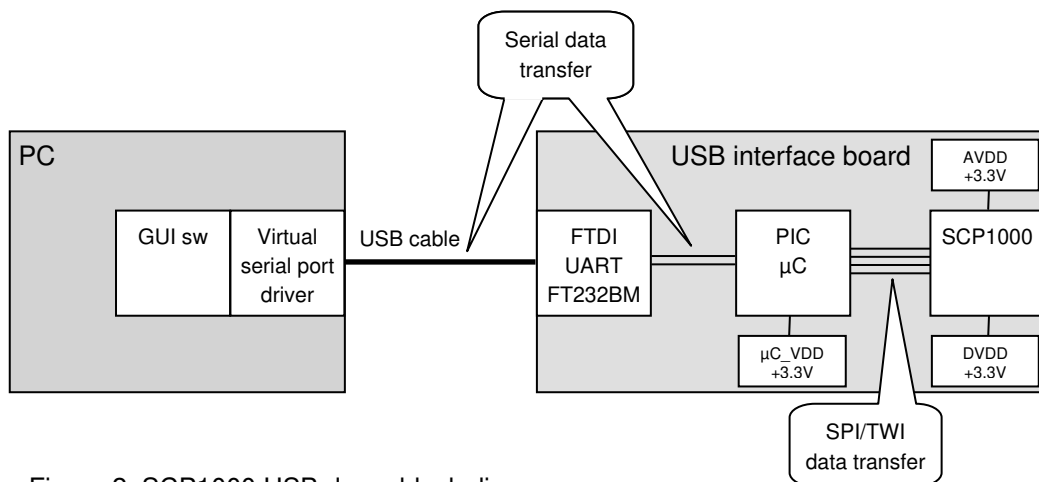 Serial data
transfer
PC
USB interface board
AVDD
+3.3V
GUI sw
Virtual
serial port
driver
USB cable
FTDI
UART
FT232BM
PIC
µC
SCP1000
µC_VDD
+3.3V
DVDD
+3.3V
SPI/TWI
data transfer